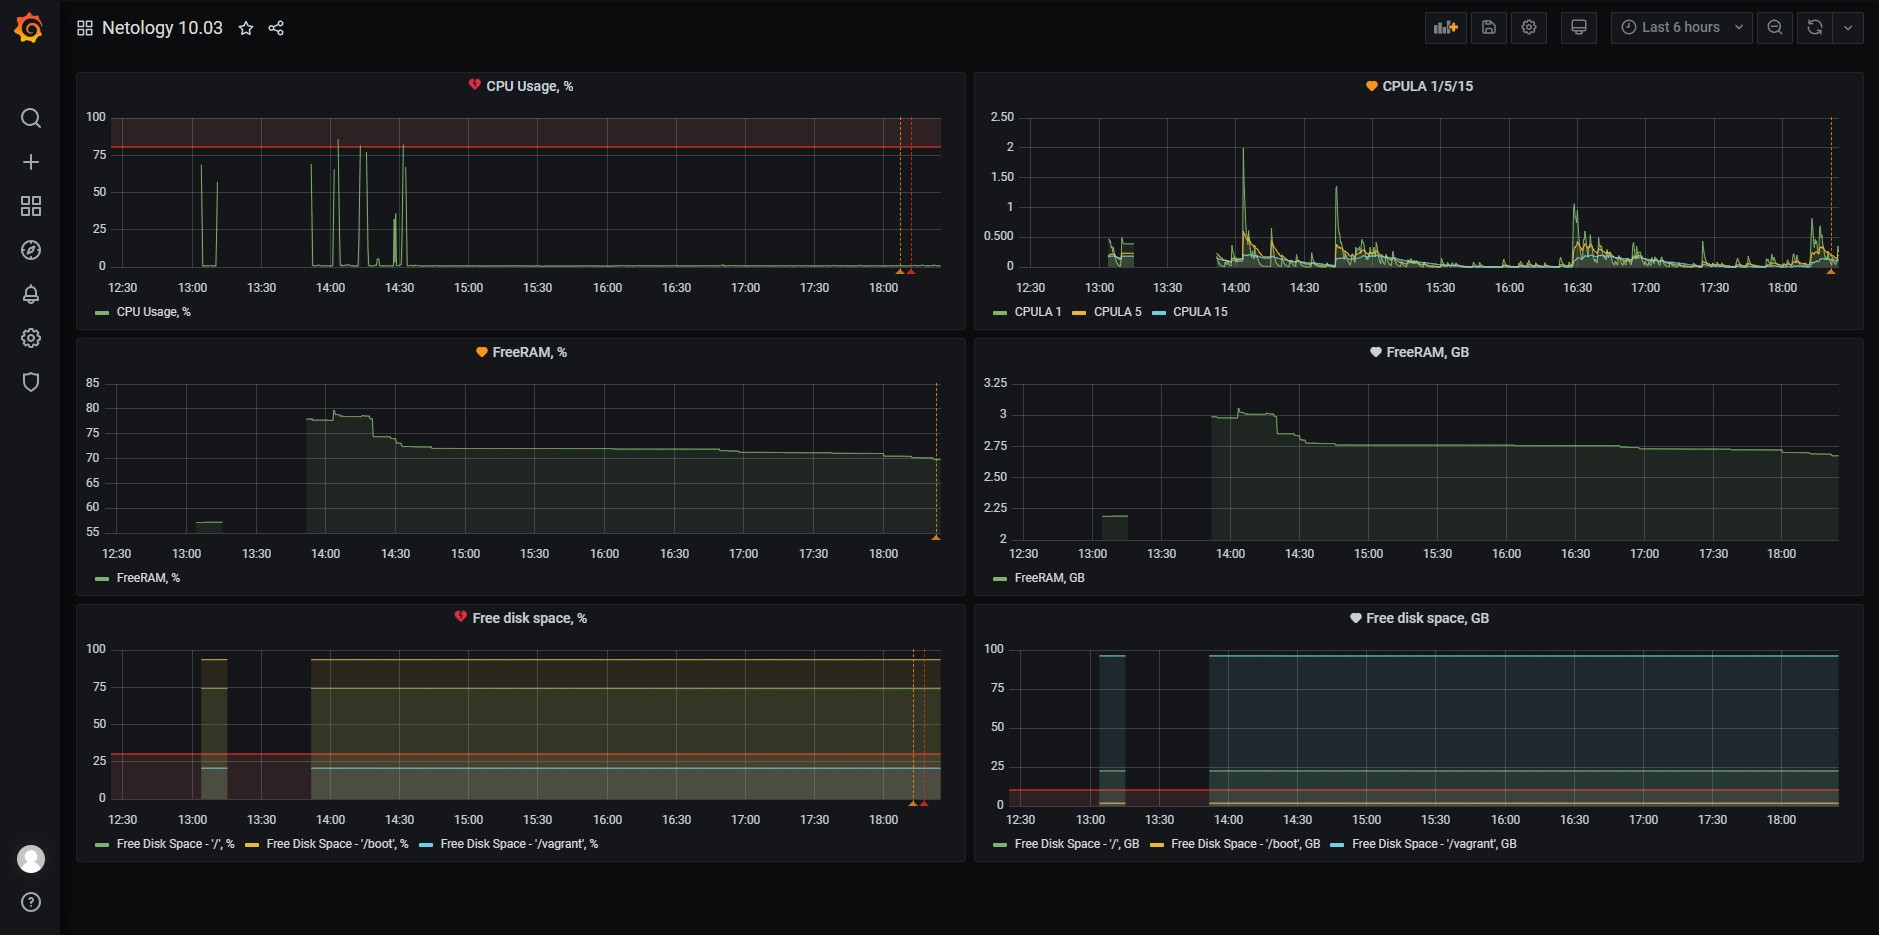 Netology 10.03
Last 6 hours
CPU Usage, %
100
75
50
25
0
12:30 13:00 13:30 14:00 14:30 15:00 15:30 16:00 16:30 17:00 17:30 18:00
CPU Usage, %
CPULA 1/5/15
2.50
2
1.50
1
0.500
0
12:30 13:00 13:30 14:00 14:30 15:00 15:30 16:00 16:30 17:00 17:30 18:00
CPULA 1 CPULA 5 CPULA 15
FreeRAM, %
85
80
75
70
65
60
55
12:30 13:00 13:30 14:00 14:30 15:00 15:30 16:00 16:30 17:00 17:30 18:00
FreeRAM, %
FreeRAM, GB
3.25
3
2.75
2.50
2.25
2
12:30 13:00 13:30 14:00 14:30 15:00 15:30 16:00 16:30 17:00 17:30 18:00
FreeRAM, GB
Free disk space, %
100
75
50
25
0
12:30 13:00 13:30 14:00 14:30 15:00 15:30 16:00 16:30 17:00 17:30 18:00
Free Disk Space - '/', % Free Disk Space - '/boot', % Free Disk Space - '/vagrant', %
Free disk space, GB
100
75
50
25
0
12:30 13:00 13:30 14:00 14:30 15:00 15:30 16:00 16:30 17:00 17:30 18:00
Free Disk Space - '/', GB Free Disk Space - '/boot', GB Free Disk Space - '/vagrant', GB